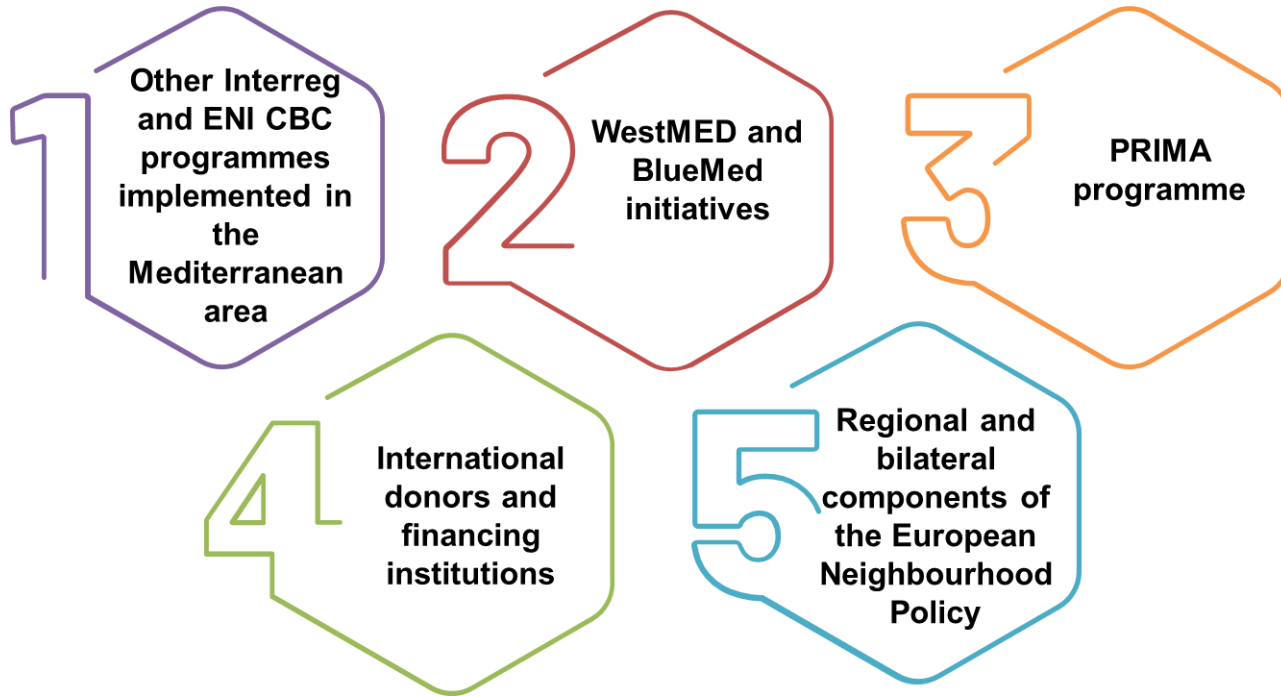 1
Other Interreg
and ENI CBC
programmes
implemented in
the
Mediterranean
area
2
WestMED and
BlueMed
initiatives
3
PRIMA
programme
4
International
donors and
financing
institutions
5
Regional and
bilateral
components of
the European
Neighbourhood
Policy